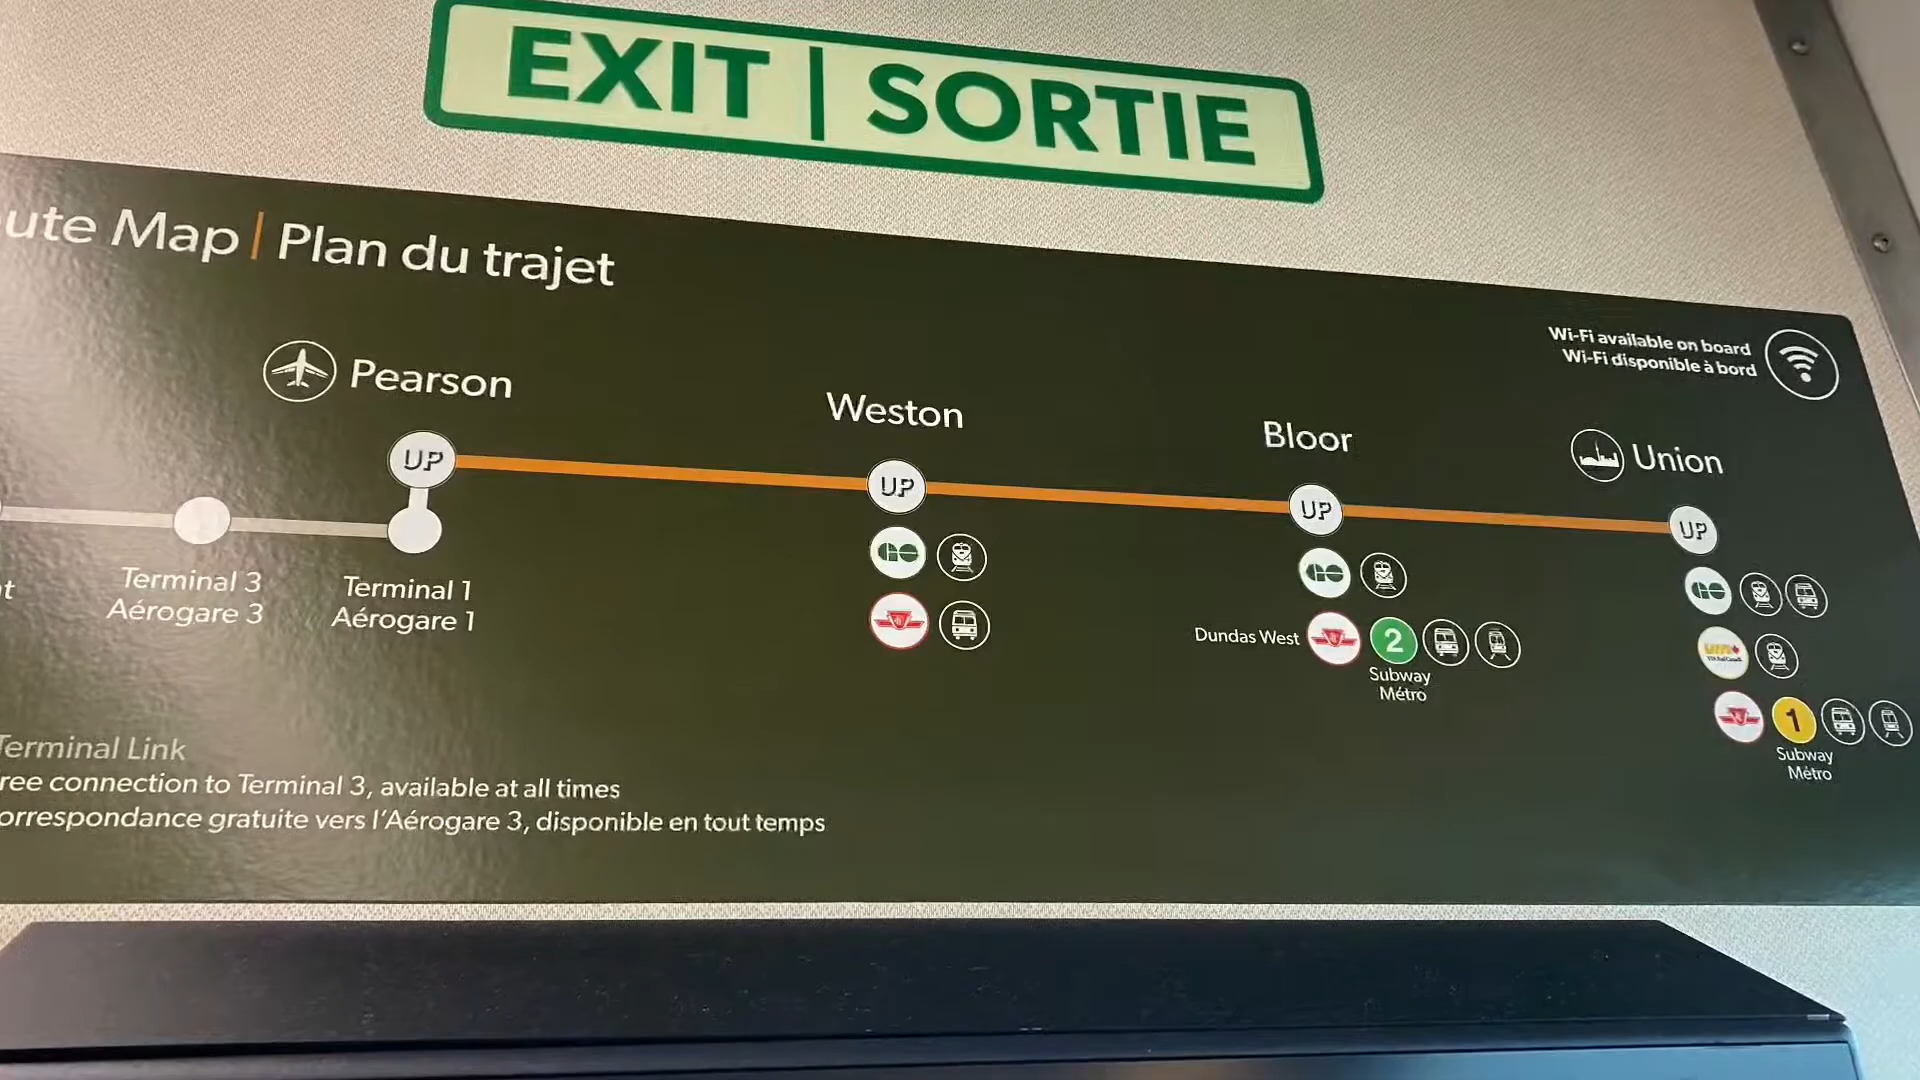 EXIT | SORTIE
Map | Plan du trajet
Wi-Fi available on board
Wi-Fi disponible à bord
Pearson
Weston
Bloor
Union
UP
UP
UP
UP
GO
GO
GO
Terminal 3
Aérogare 3
Terminal 1
Aérogare 1
Dundas West
2
Subway
Métro
1
Subway
Métro
Terminal Link
connection to Terminal 3, available at all times
gratuite vers l'Aérogare 3, disponible en tout temps